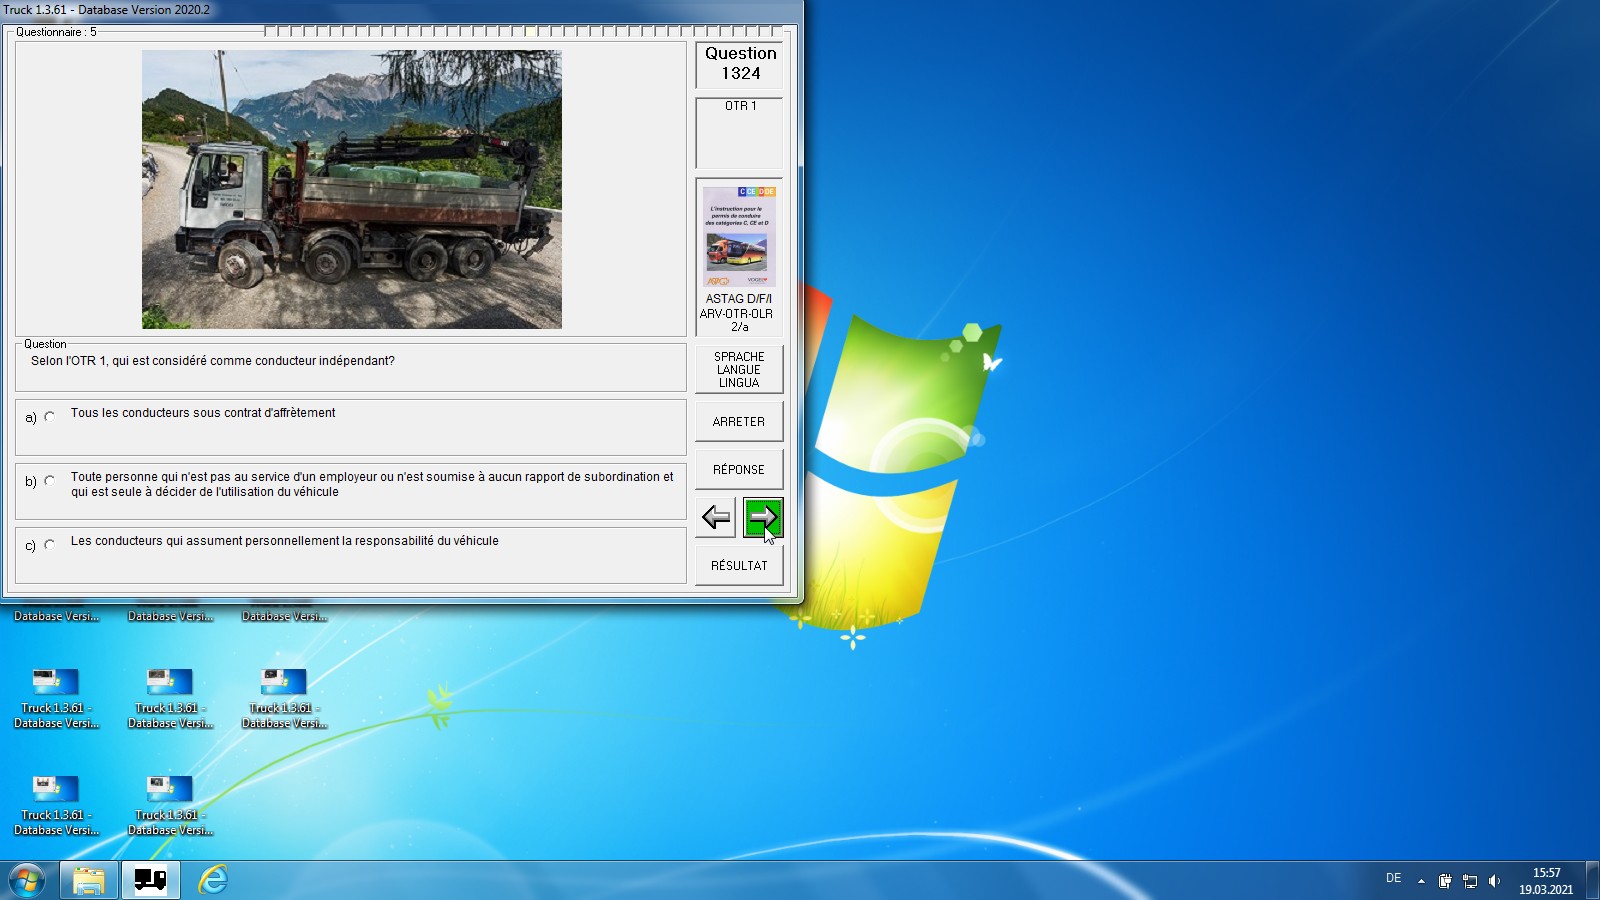 Truck 1.3.61 - Database Version 2020.2
Questionnaire : 5
Question
1324
OTR 1
C CE D DE
L'instruction pour le
permis de conduire
des catégories C, CE et D
ASTAG D/F/I
ARV-OTR-OLR
2/a
Question
Selon l'OTR 1, qui est considéré comme conducteur indépendant?
SPRACHE
LANGUE
LINGUA
a) Tous les conducteurs sous contrat d'affrètement
ARRETER
b) Toute personne qui n'est pas au service d'un employeur ou n'est soumise à aucun rapport de subordination et
qui est seule à décider de l'utilisation du véhicule
RÉPONSE
c) Les conducteurs qui assument personnellement la responsabilité du véhicule
RÉSULTAT
Database Versi...
Database Versi...
Database Versi...
Truck 1.3.61 -
Database Versi...
Truck 1.3.61 -
Database Versi...
Truck 1.3.61 -
Database Versi...
Truck 1.3.61 -
Database Versi...
Truck 1.3.61 -
Database Versi...
DE
15:57
19.03.2021